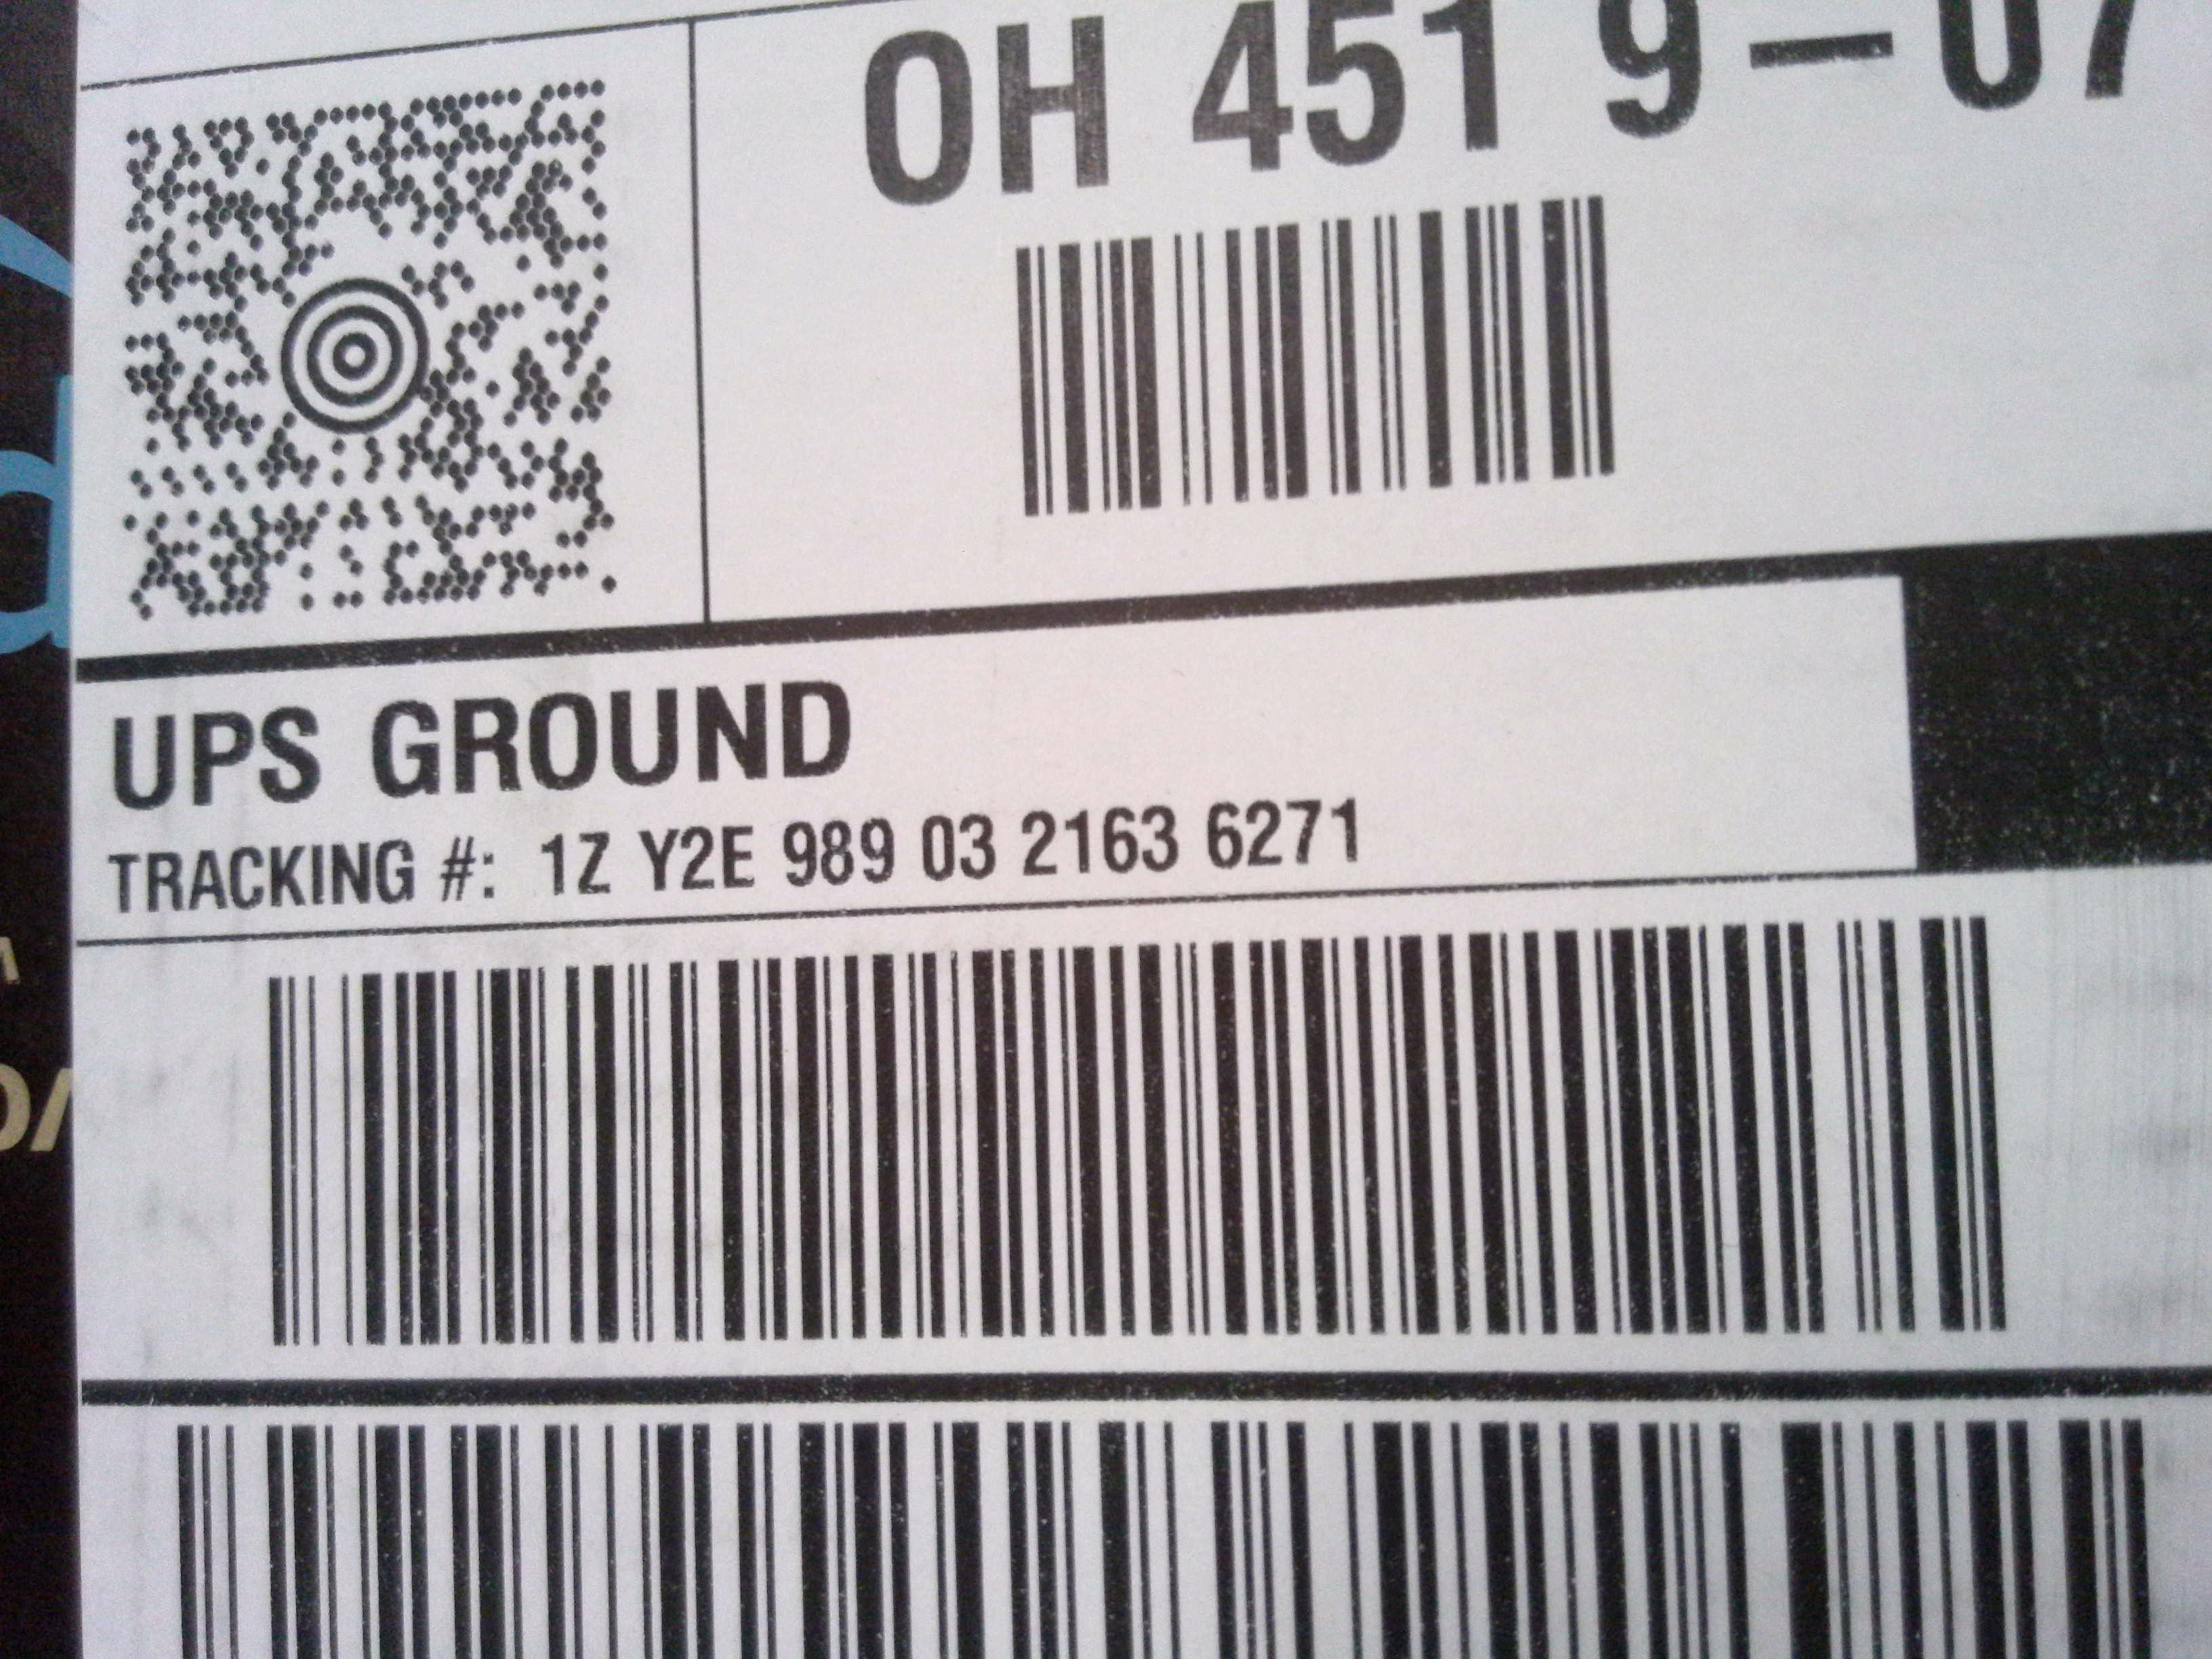 OH 451 9-07
UPS GROUND
TRACKING #: 1Z Y2E 989 03 2163 6271